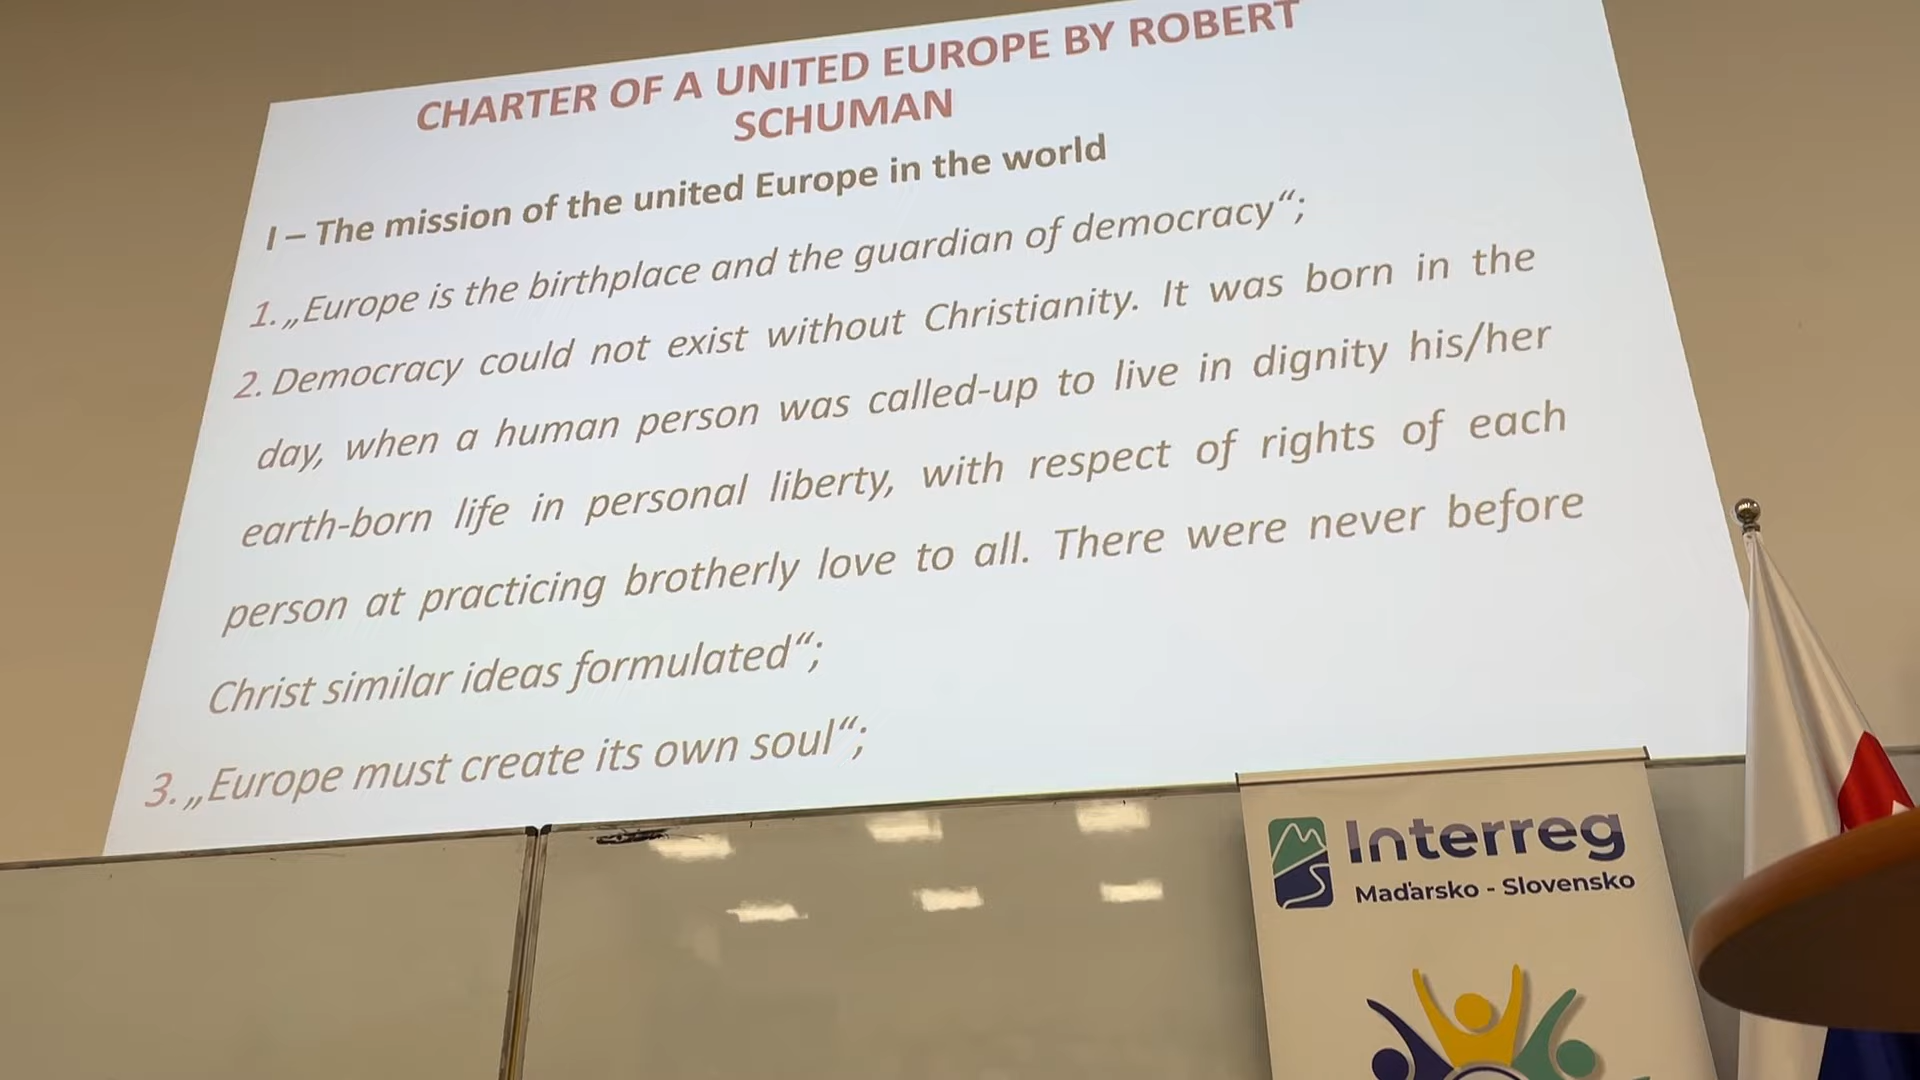 CHARTER OF A UNITED EUROPE BY ROBERT
SCHUMAN
I – The mission of the united Europe in the world
1. „Europe is the birthplace and the guardian of democracy“;
2. Democracy could not exist without Christianity. It was born in the
day, when a human person was called-up to live in dignity his/her
earth-born life in personal liberty, with respect of rights of each
person at practicing brotherly love to all. There were never before
Christ similar ideas formulated“;
3. „Europe must create its own soul“;
Interreg
Maďarsko - Slovensko